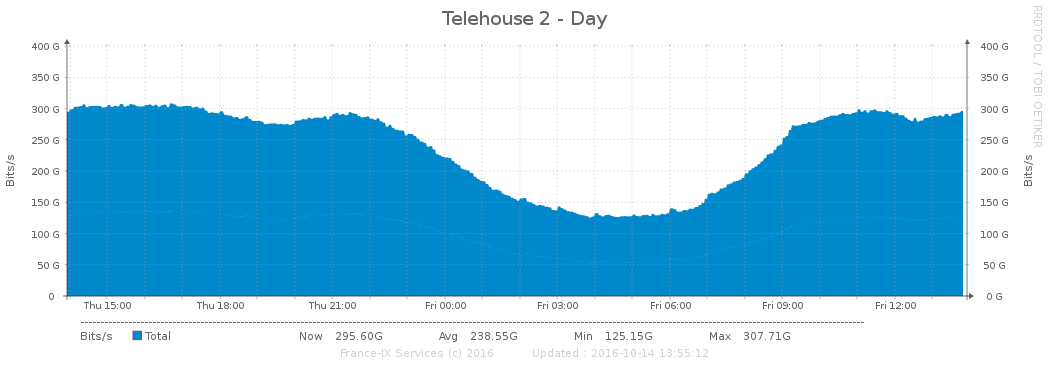 Telehouse 2 - Day
RRDTOOL / TOBI OETIKER
Bits/s
400 G 400 G
350 G 350 G
300 G 300 G
250 G 250 G
200 G 200 G
150 G 150 G
100 G 100 G
50 G 50 G
0 0 G
Bits/s
Thu 15:00 Thu 18:00 Thu 21:00 Fri 00:00 Fri 03:00 Fri 06:00 Fri 09:00 Fri 12:00
Bits/s Total Now 295.60G Avg 238.55G Min 125.15G Max 307.71G
France-IX Services (c) 2016 Updated : 2016-10-14 13:55:12